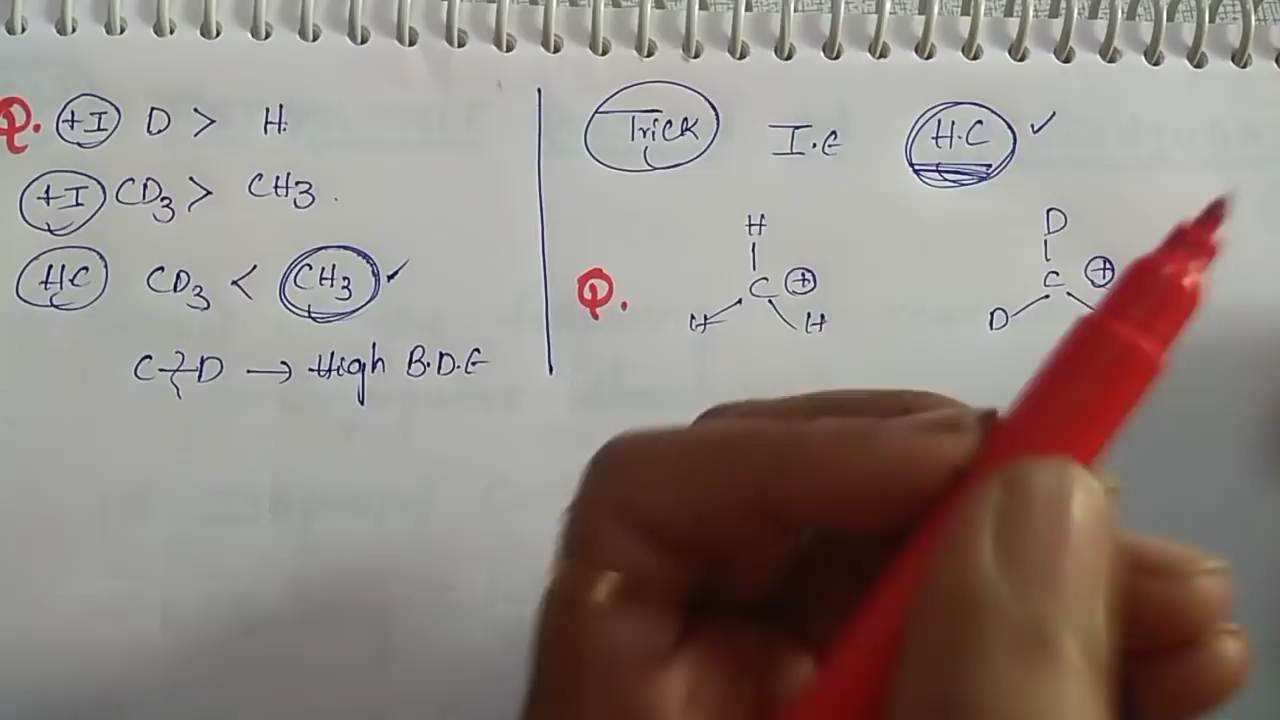 P. +I D > H.
+I CD3 > CH3.
HC CD3 < CH3 ✓
C-D → High B.D.E
Trick I.E H.C ✓
H
Q. C +
H H
D
C +
D